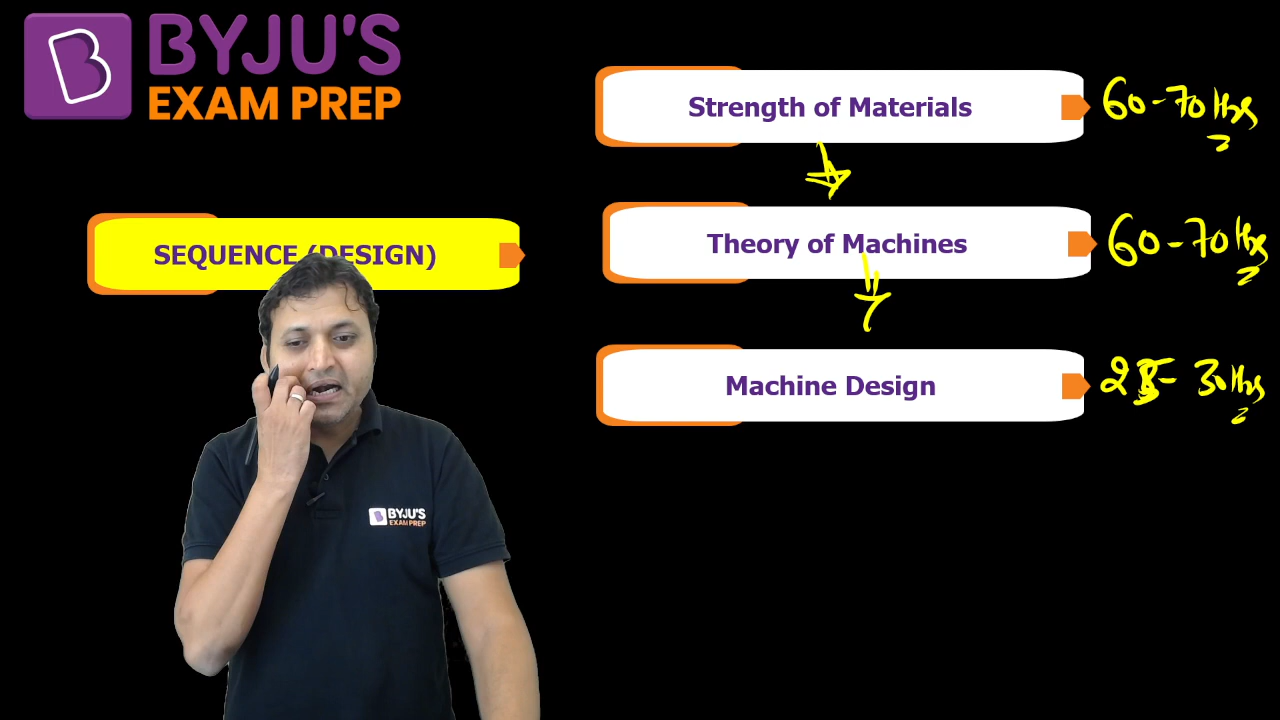 BYJU'S
EXAM PREP
Strength of Materials
60-70 Hrs
SEQUENCE (DESIGN)
Theory of Machines
60-70 Hrs
Machine Design
25-30 Hrs
BYJU'S
EXAM PREP